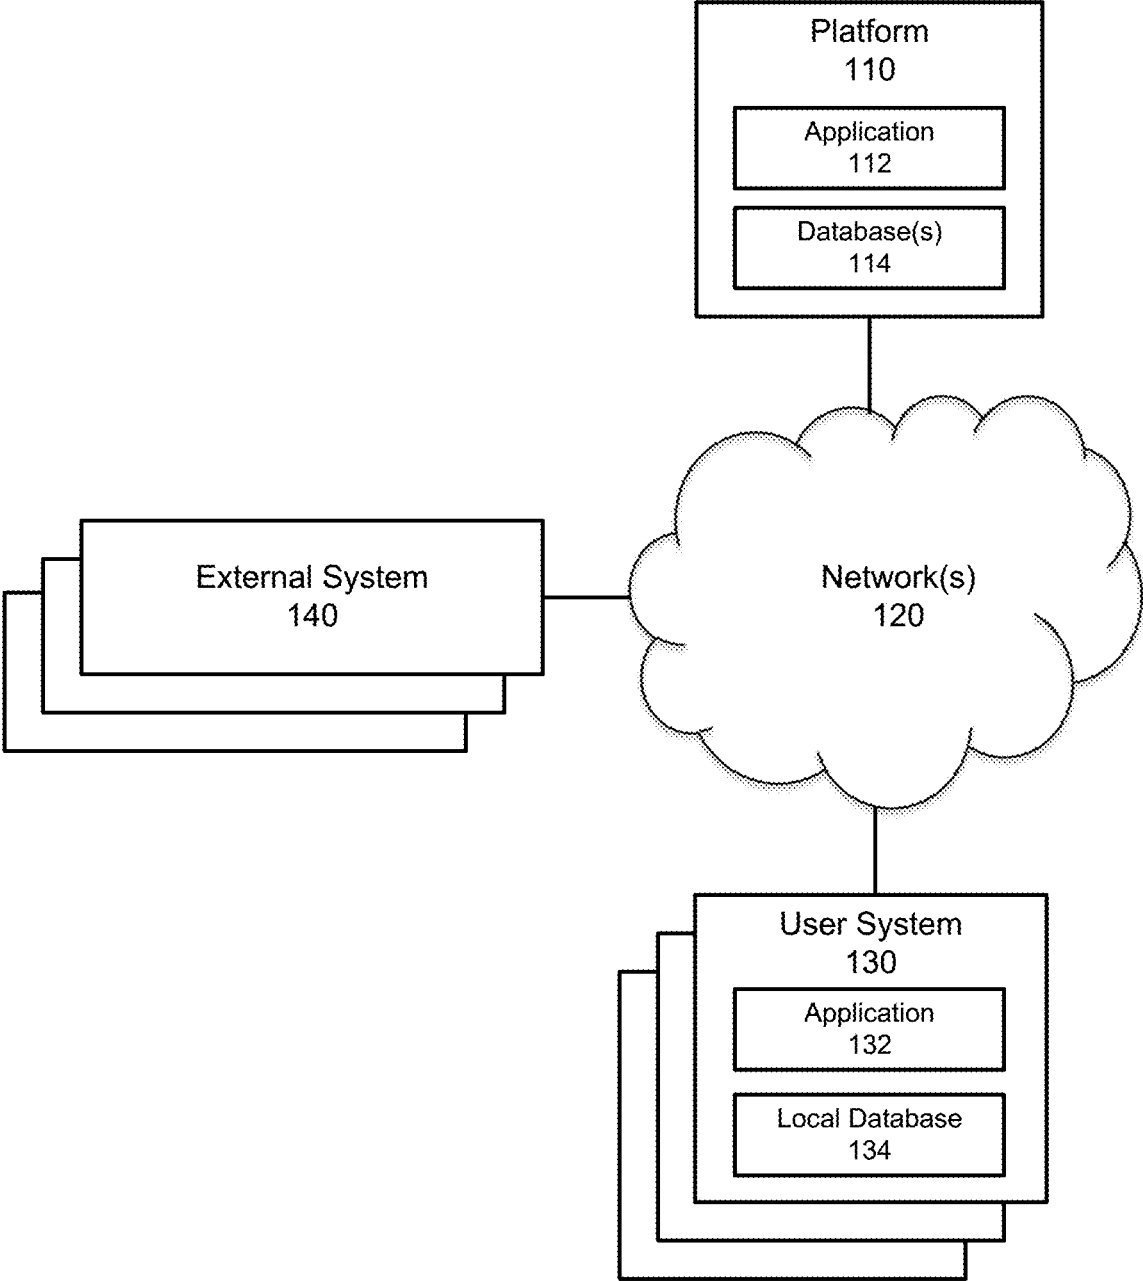 Platform
110
Application
112
Database(s)
114
External System
140
Network(s)
120
User System
130
Application
132
Local Database
134